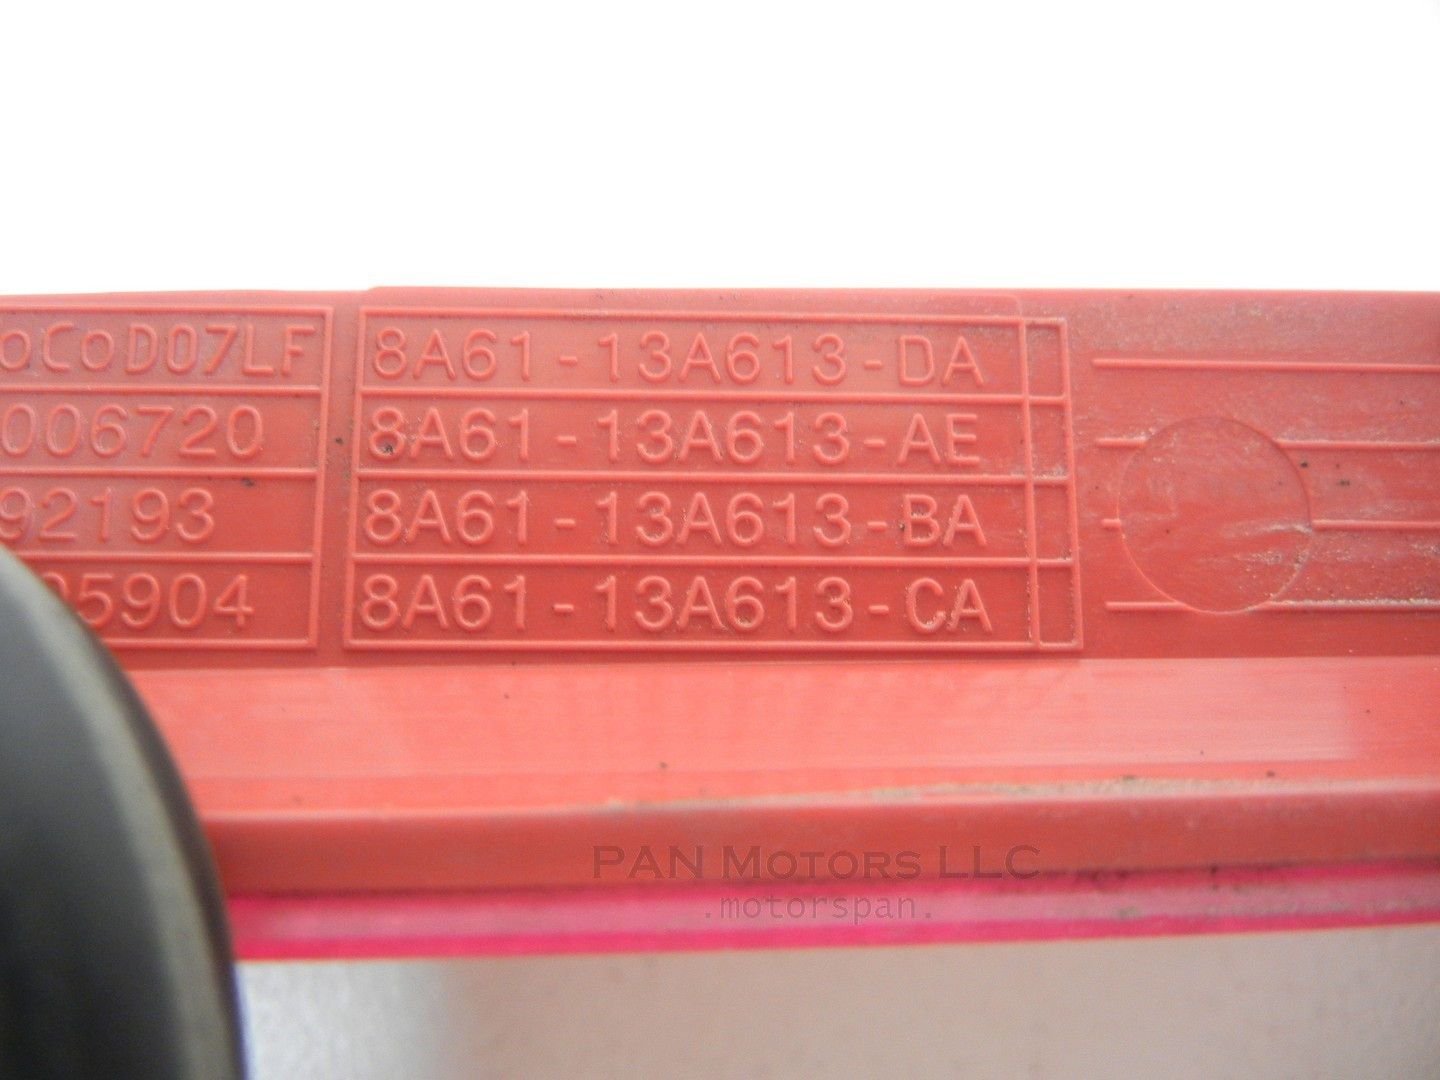 oCoD07LF
006720
92193
05904
8A61-13A613-DA
8A61-13A613-AE
8A61-13A613-BA
8A61-13A613-CA
PAN MOTORS LLC
.motorspan.